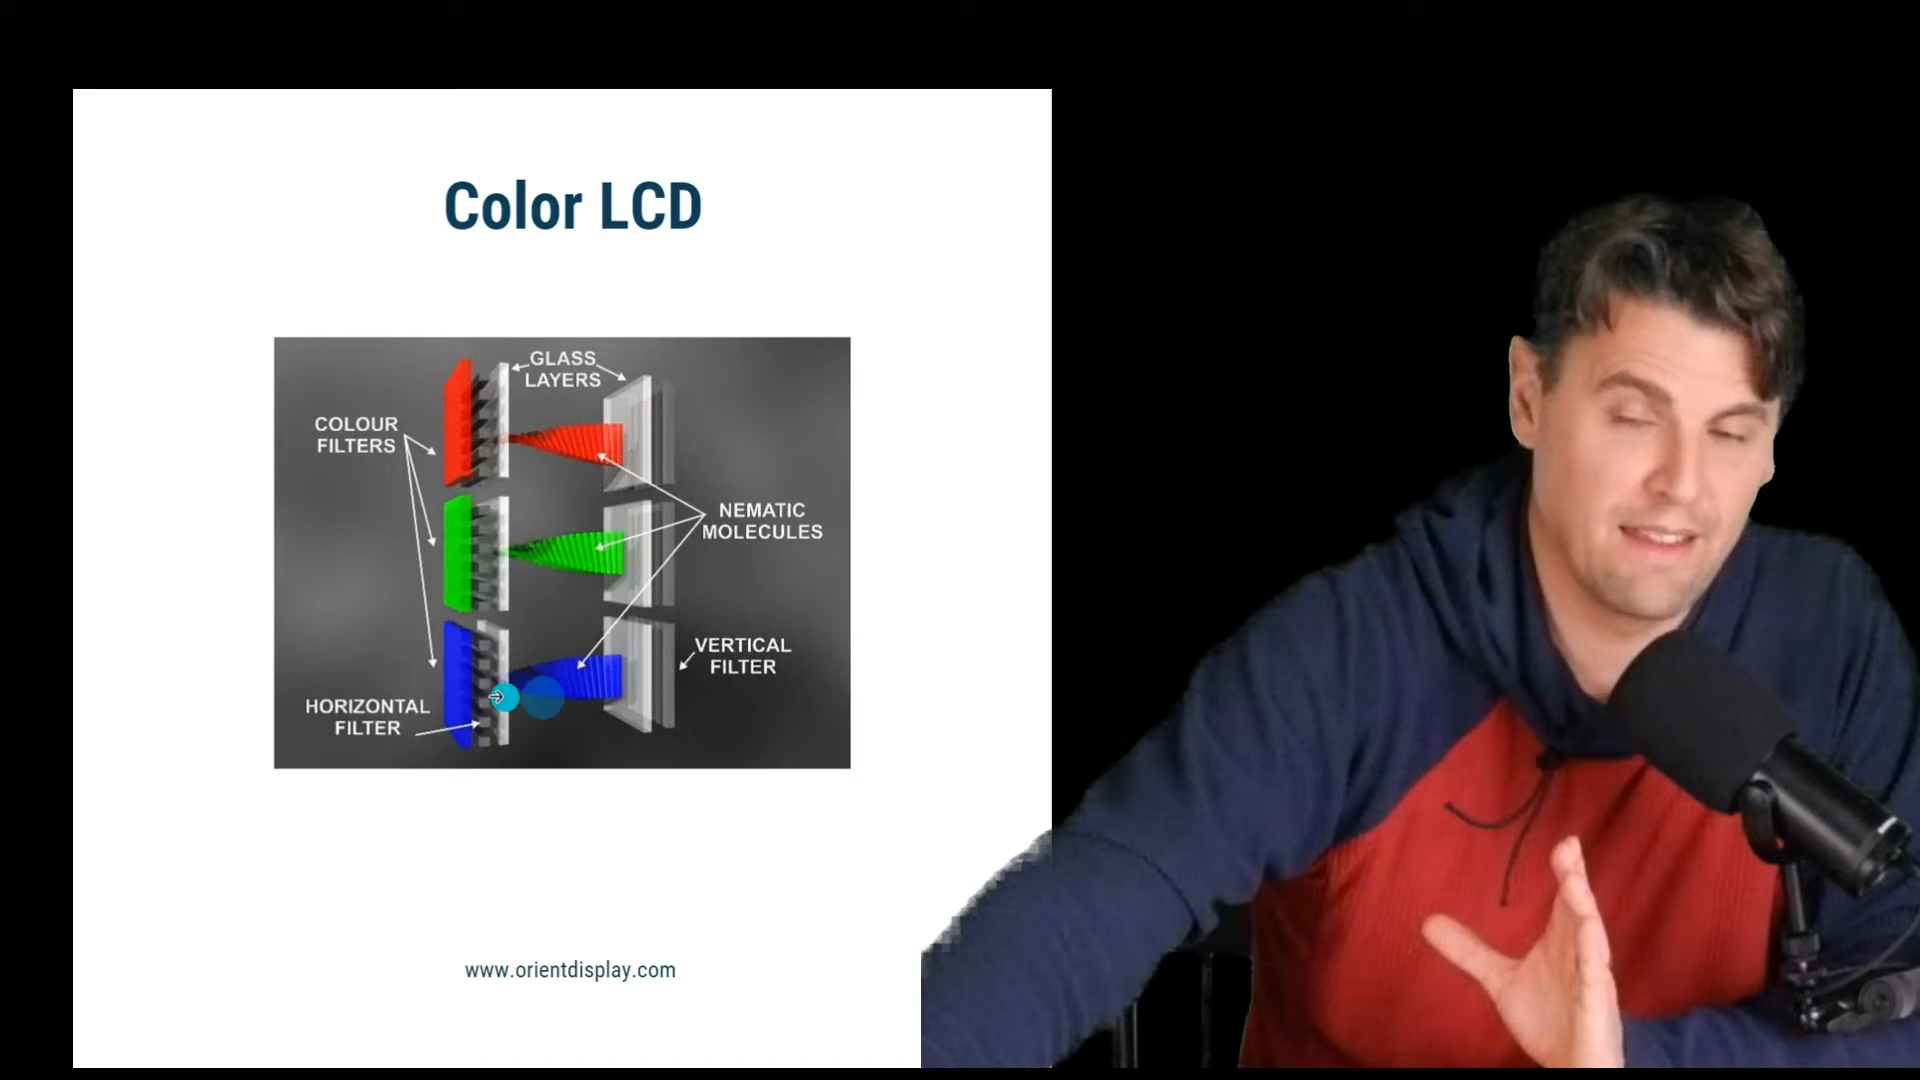 Color LCD
GLASS
LAYERS
COLOUR
FILTERS
NEMATIC
MOLECULES
VERTICAL
FILTER
HORIZONTAL
FILTER
www.orientdisplay.com